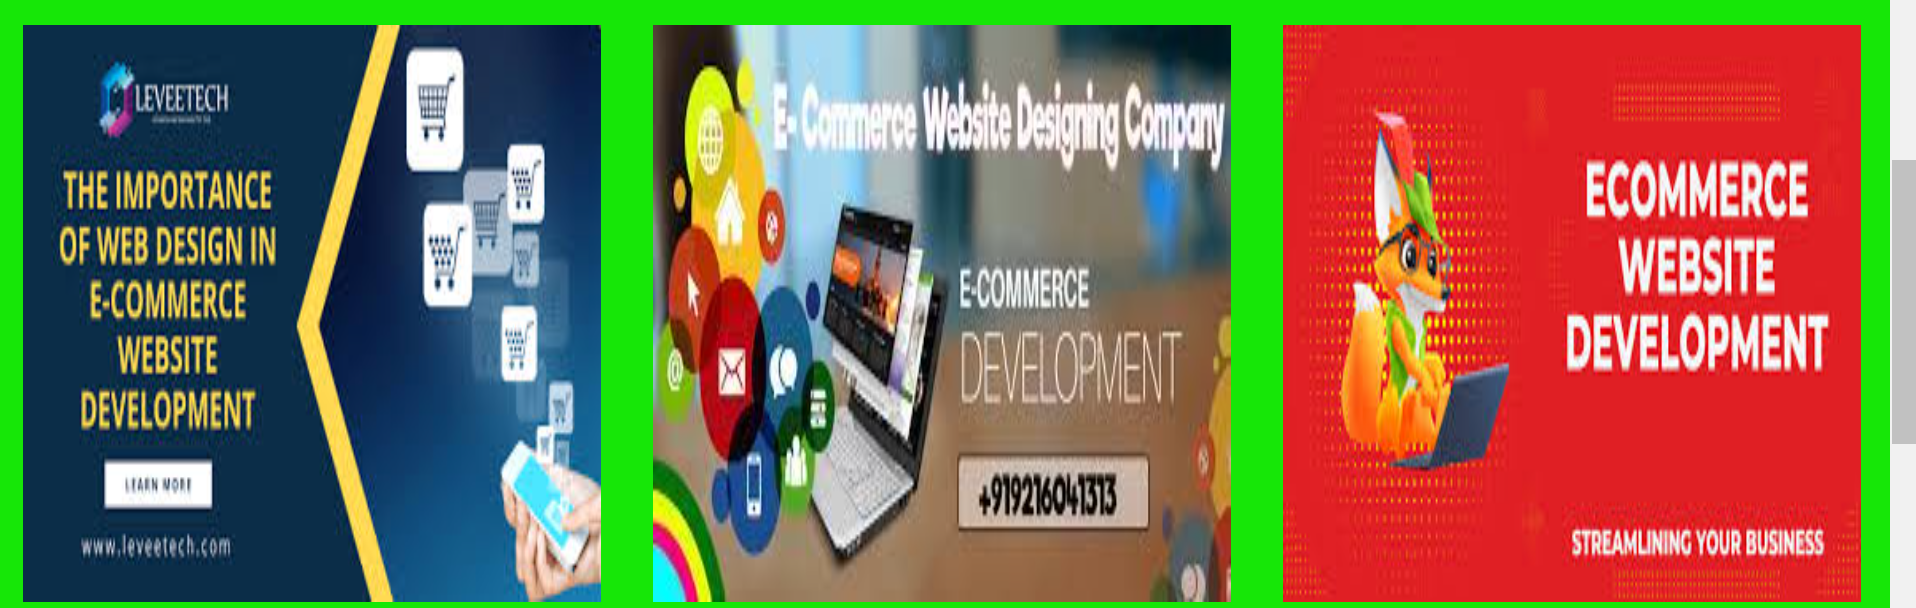 LEVEETECH
THE IMPORTANCE
OF WEB DESIGN IN
E-COMMERCE
WEBSITE
DEVELOPMENT
LEARN MORE
www.leveetech.com
E- Commerce Website Designing Company
@
E-COMMERCE
DEVELOPMENT
+919216041313
ECOMMERCE
WEBSITE
DEVELOPMENT
STREAMLINING YOUR BUSINESS